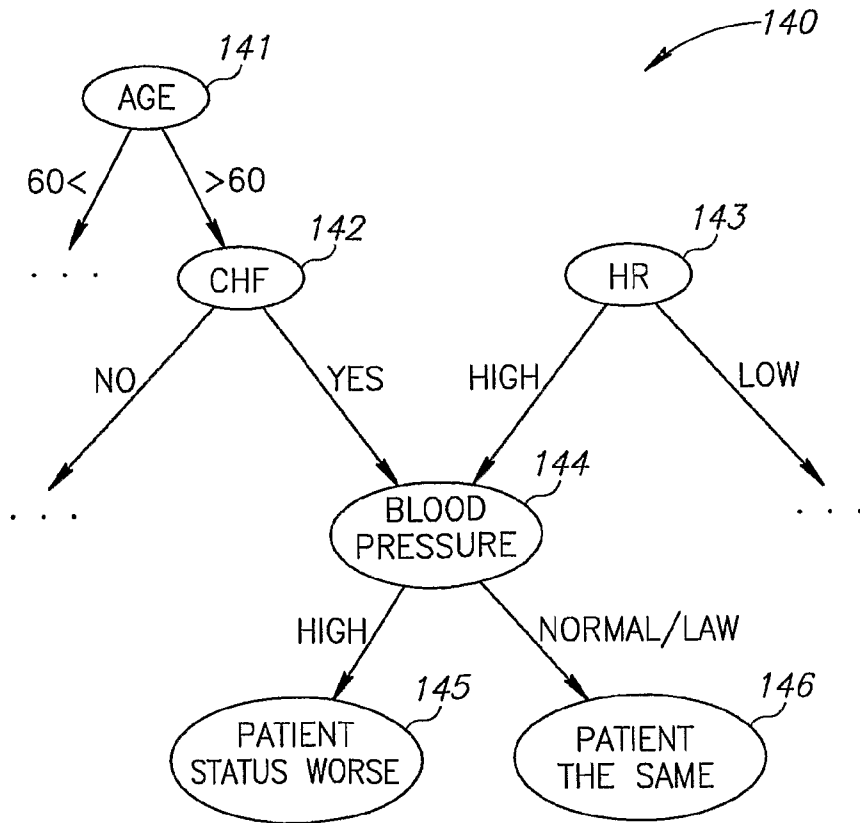 140
141
AGE
60<
>60
142
143
. . .
CHF
HR
NO
YES
HIGH
LOW
144
. . .
BLOOD
PRESSURE
. . .
HIGH
NORMAL/LAW
145
146
PATIENT
STATUS WORSE
PATIENT
THE SAME